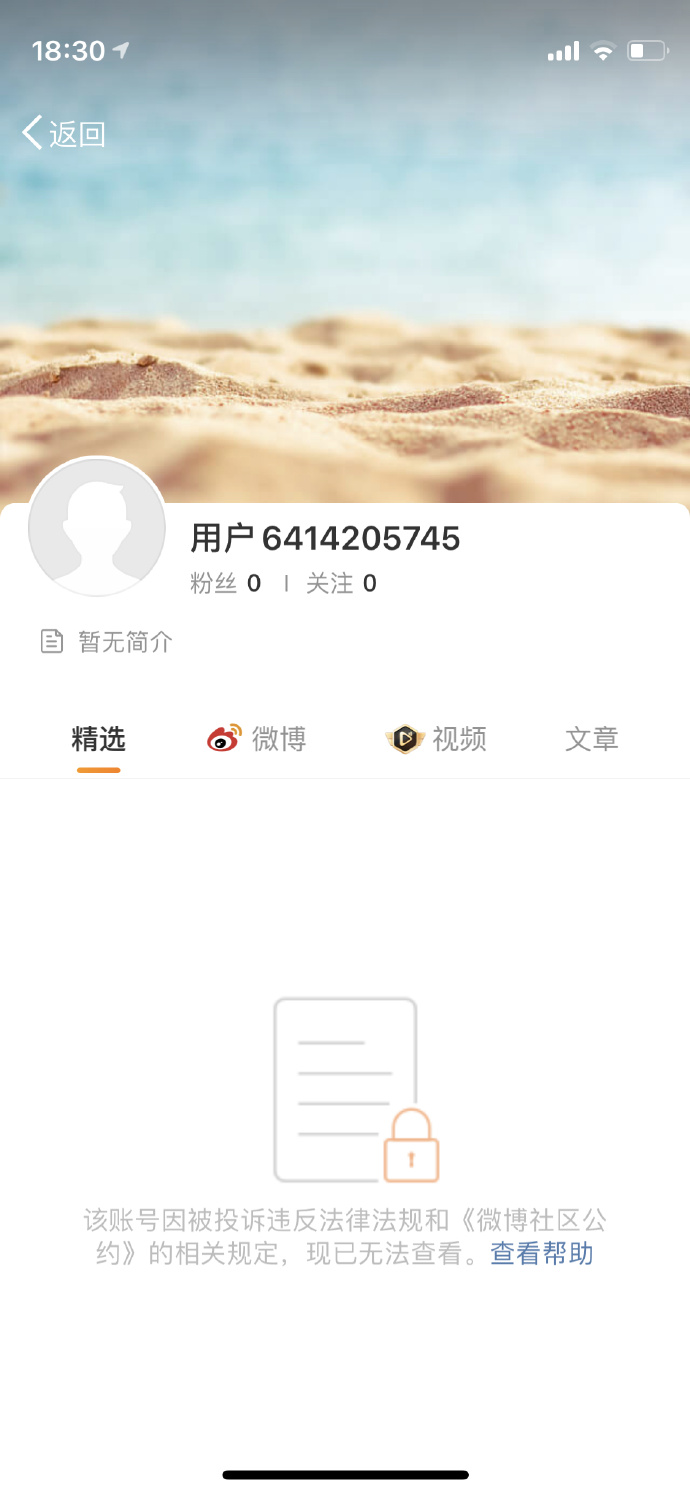 18:30
返回
用户6414205745
粉丝 0 | 关注 0
暂无简介
精选 微博 视频 文章
该账号因被投诉违反法律法规和《微博社区公
约》的相关规定，现已无法查看。查看帮助